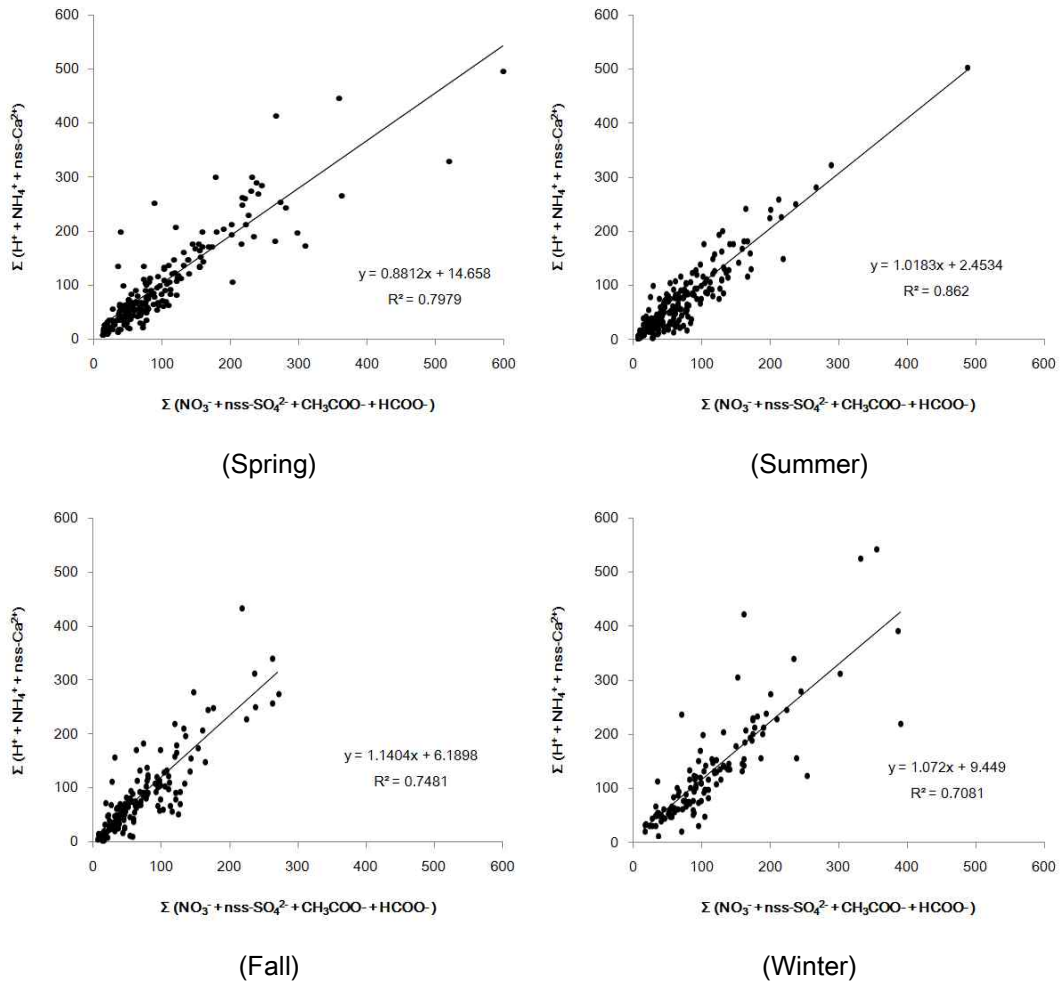 600
500
400
300
200
100
0
Σ (H⁺ + NH₄⁺ + nss-Ca²⁺)
y = 0.8812x + 14.658
R² = 0.7979
0 100 200 300 400 500 600
Σ (NO₃⁻ + nss-SO₄²⁻ + CH₃COO- + HCOO-)
(Spring)
600
500
400
300
200
100
0
Σ (H⁺ + NH₄⁺ + nss-Ca²⁺)
y = 1.0183x + 2.4534
R² = 0.862
0 100 200 300 400 500 600
Σ (NO₃⁻ + nss-SO₄²⁻ + CH₃COO- + HCOO-)
(Summer)
600
500
400
300
200
100
0
Σ (H⁺ + NH₄⁺ + nss-Ca²⁺)
y = 1.1404x + 6.1898
R² = 0.7481
0 100 200 300 400 500 600
Σ (NO₃⁻ + nss-SO₄²⁻ + CH₃COO- + HCOO-)
(Fall)
600
500
400
300
200
100
0
Σ (H⁺ + NH₄⁺ + nss-Ca²⁺)
y = 1.072x + 9.449
R² = 0.7081
0 100 200 300 400 500 600
Σ (NO₃⁻ + nss-SO₄²⁻ + CH₃COO- + HCOO-)
(Winter)